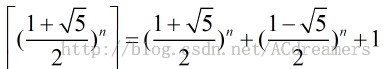 ⌈((1+√5)/2)^n⌉ = ((1+√5)/2)^n + ((1−√5)/2)^n + 1
http://blog.csdn.net/ACdreamers